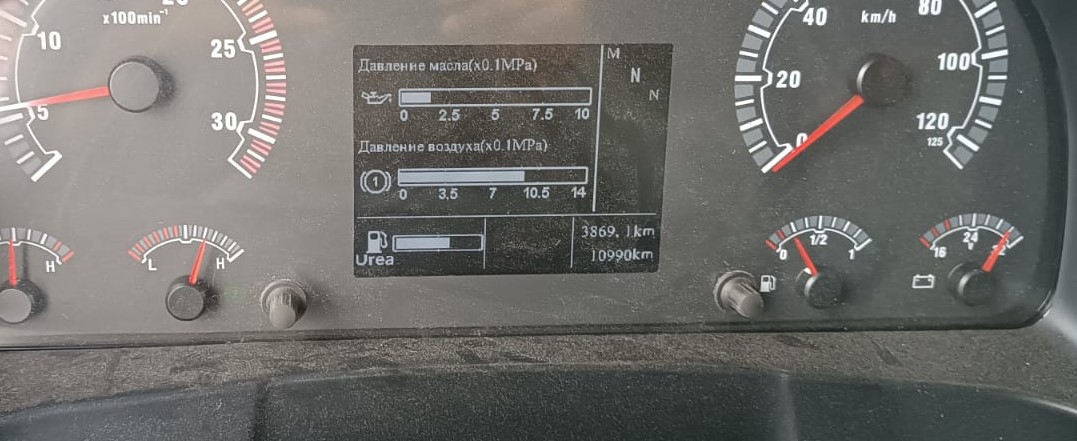 x100min⁻¹
10
25
5
30
H
L
H
Давление масла(x0.1MPa)
0 2.5 5 7.5 10
Давление воздуха(x0.1MPa)
1
0 3.5 7 10.5 14
Urea
3869.1km
10990km
M
N
N
40
km/h
80
20
100
0
120
125
0 1/2 1
16 24
V